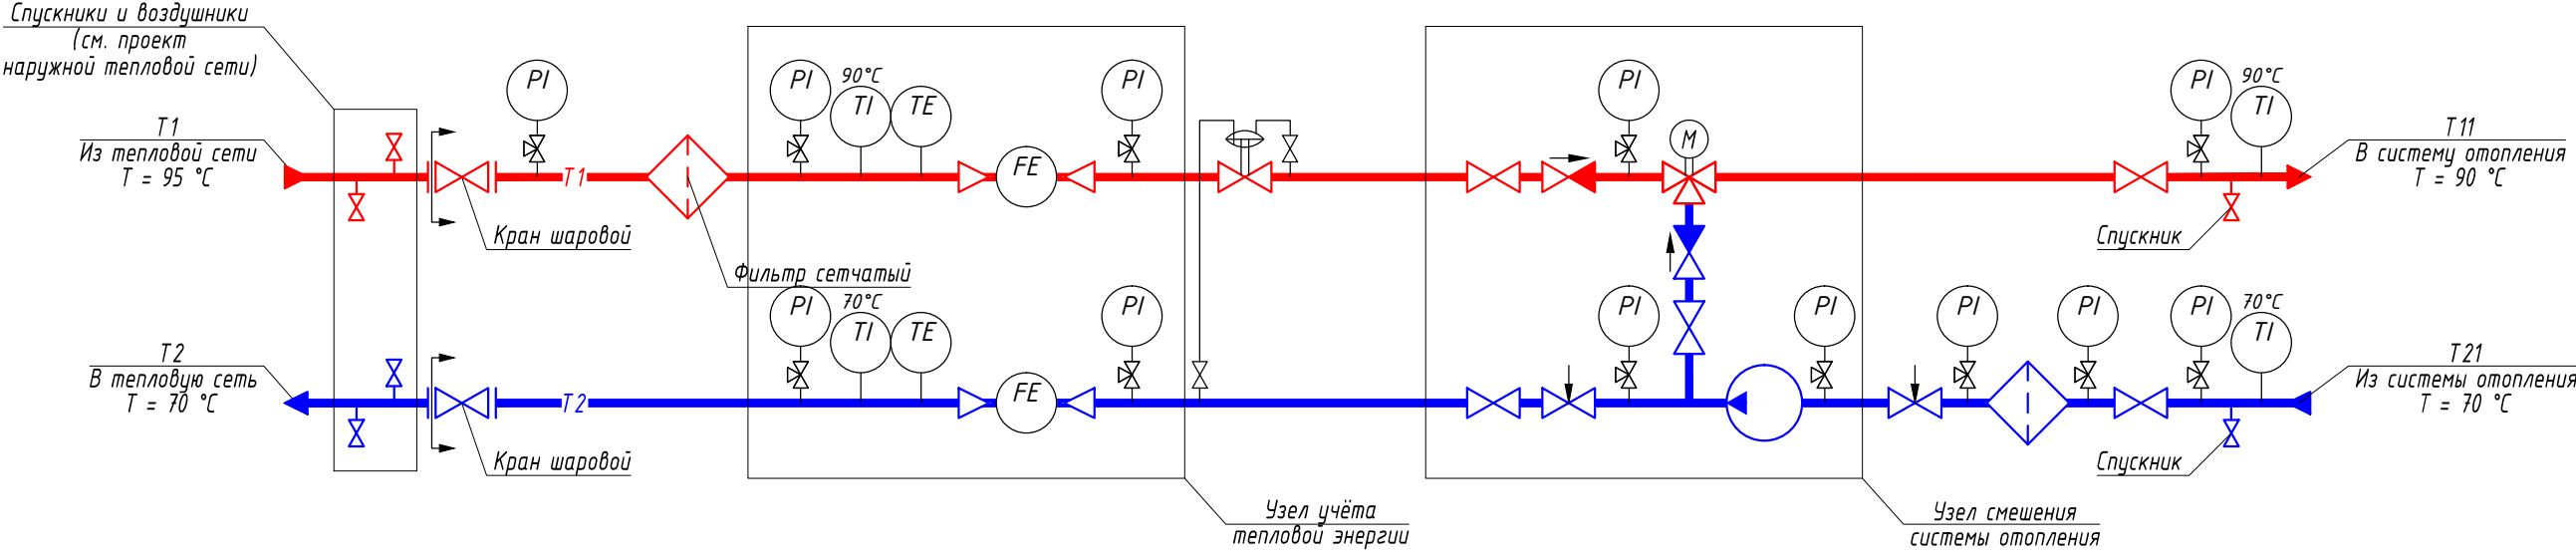 Спускники и воздушники
(см. проект
наружной тепловой сети)
T1
Из тепловой сети
T = 95 °C
PI
T1
Кран шаровой
Фильтр сетчатый
PI
90°C
TI
TE
FE
PI
PI
M
PI
90°C
TI
T11
В систему отопления
T = 90 °C
Спускник
T2
В тепловую сеть
T = 70 °C
T2
Кран шаровой
PI
70°C
TI
TE
FE
PI
PI
PI
PI
PI
PI
70°C
TI
T21
Из системы отопления
T = 70 °C
Спускник
Узел учёта
тепловой энергии
Узел смешения
системы отопления